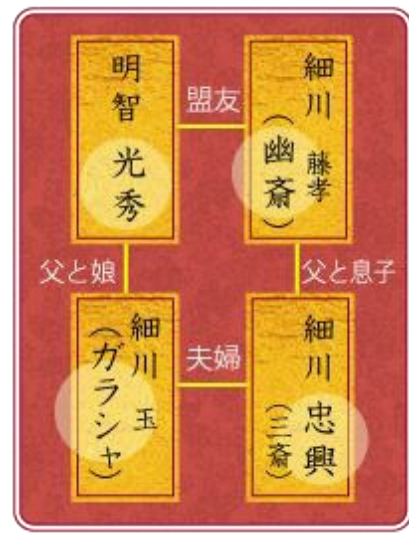 明智 光秀
盟友
細川 藤孝
（幽斎）
父と娘
父と息子
細川 玉
（ガラシャ）
夫婦
細川 忠興
（三斎）